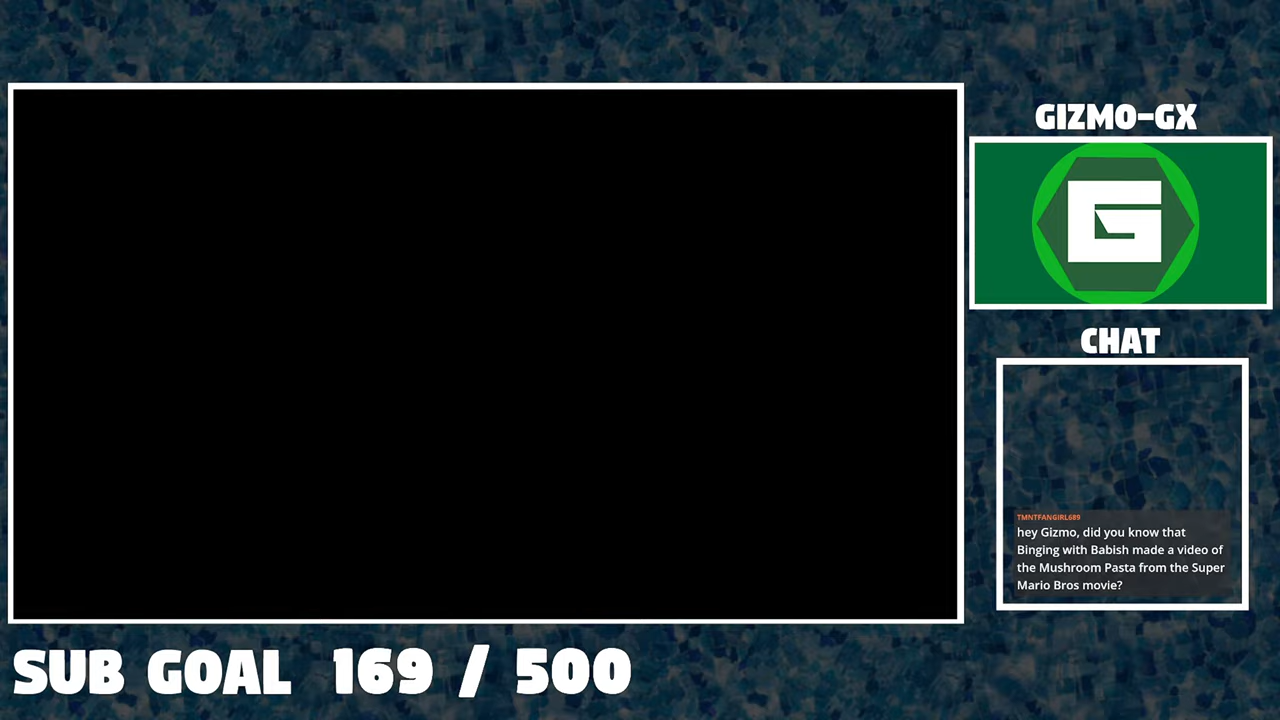 GIZMO-GX
G
CHAT
TMNTFANGIRL689
hey Gizmo, did you know that
Binging with Babish made a video of
the Mushroom Pasta from the Super
Mario Bros movie?
SUB GOAL 169 / 500